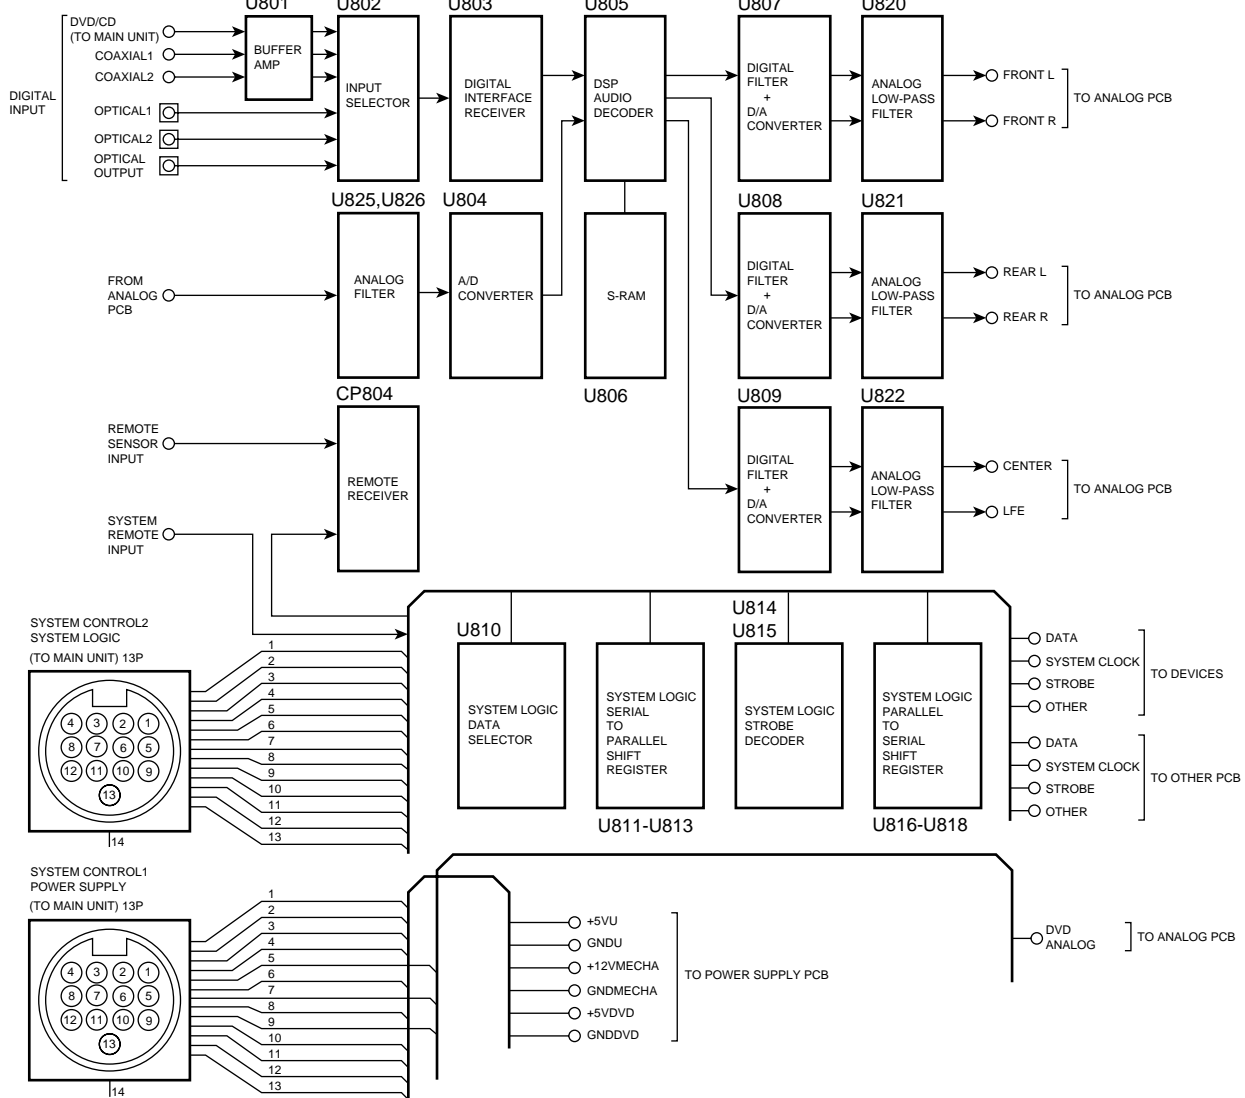 U801
U802
U803
U805
U807
U820
DIGITAL
INPUT
DVD/CD
(TO MAIN UNIT)
COAXIAL1
COAXIAL2
OPTICAL1
OPTICAL2
OPTICAL
OUTPUT
BUFFER
AMP
INPUT
SELECTOR
DIGITAL
INTERFACE
RECEIVER
DSP
AUDIO
DECODER
DIGITAL
FILTER
+
D/A
CONVERTER
ANALOG
LOW-PASS
FILTER
FRONT L
FRONT R
TO ANALOG PCB
U825,U826
U804
U808
U821
FROM
ANALOG
PCB
ANALOG
FILTER
A/D
CONVERTER
S-RAM
DIGITAL
FILTER
+
D/A
CONVERTER
ANALOG
LOW-PASS
FILTER
REAR L
REAR R
TO ANALOG PCB
CP804
U806
U809
U822
REMOTE
SENSOR
INPUT
SYSTEM
REMOTE
INPUT
REMOTE
RECEIVER
DIGITAL
FILTER
+
D/A
CONVERTER
ANALOG
LOW-PASS
FILTER
CENTER
LFE
TO ANALOG PCB
SYSTEM CONTROL2
SYSTEM LOGIC
(TO MAIN UNIT) 13P
4 3 2 1
8 7 6 5
12 11 10 9
13
14
1
2
3
4
5
6
7
8
9
10
11
12
13
U810
SYSTEM LOGIC
DATA
SELECTOR
SYSTEM LOGIC
SERIAL
TO
PARALLEL
SHIFT
REGISTER
U811-U813
U814
U815
SYSTEM LOGIC
STROBE
DECODER
SYSTEM LOGIC
PARALLEL
TO
SERIAL
SHIFT
REGISTER
U816-U818
DATA
SYSTEM CLOCK
STROBE
OTHER
TO DEVICES
DATA
SYSTEM CLOCK
STROBE
OTHER
TO OTHER PCB
SYSTEM CONTROL1
POWER SUPPLY
(TO MAIN UNIT) 13P
4 3 2 1
8 7 6 5
12 11 10 9
13
14
1
2
3
4
5
6
7
8
9
10
11
12
13
+5VU
GNDU
+12VMECHA
GNDMECHA
+5VDVD
GNDDVD
TO POWER SUPPLY PCB
DVD
ANALOG
TO ANALOG PCB